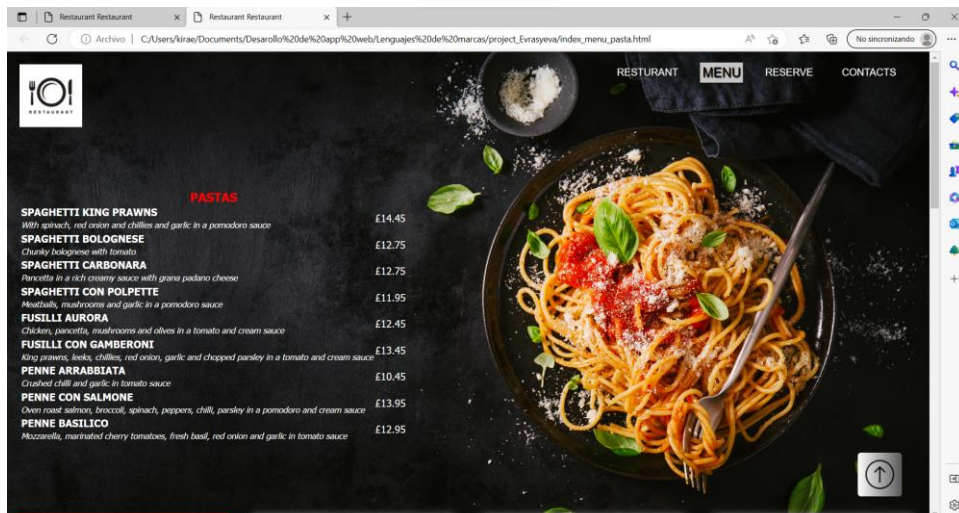 Restaurant Restaurant
Restaurant Restaurant
Archivo | C:/Users/kirae/Documents/Desarollo%20de%20app%20web/Lenguajes%20de%20marcas/project_Evrasyeva/index_menu_pasta.html
No sincronizando
RESTAURANT
RESTURANT MENU RESERVE CONTACTS
PASTAS
SPAGHETTI KING PRAWNS
With spinach, red onion and chillies and garlic in a pomodoro sauce £14.45
SPAGHETTI BOLOGNESE
Chunky bolognese with tomato £12.75
SPAGHETTI CARBONARA
Pancetta in a rich creamy sauce with grana padano cheese £12.75
SPAGHETTI CON POLPETTE
Meatballs, mushrooms and garlic in a pomodoro sauce £11.95
FUSILLI AURORA
Chicken, pancetta, mushrooms and olives in a tomato and cream sauce £12.45
FUSILLI CON GAMBERONI
King prawns, leeks, chillies, red onion, garlic and chopped parsley in a tomato and cream sauce £13.45
PENNE ARRABBIATA
Crushed chilli and garlic in tomato sauce £10.45
PENNE CON SALMONE
Oven roast salmon, broccoli, spinach, peppers, chilli, parsley in a pomodoro and cream sauce £13.95
PENNE BASILICO
Mozzarella, marinated cherry tomatoes, fresh basil, red onion and garlic in tomato sauce £12.95